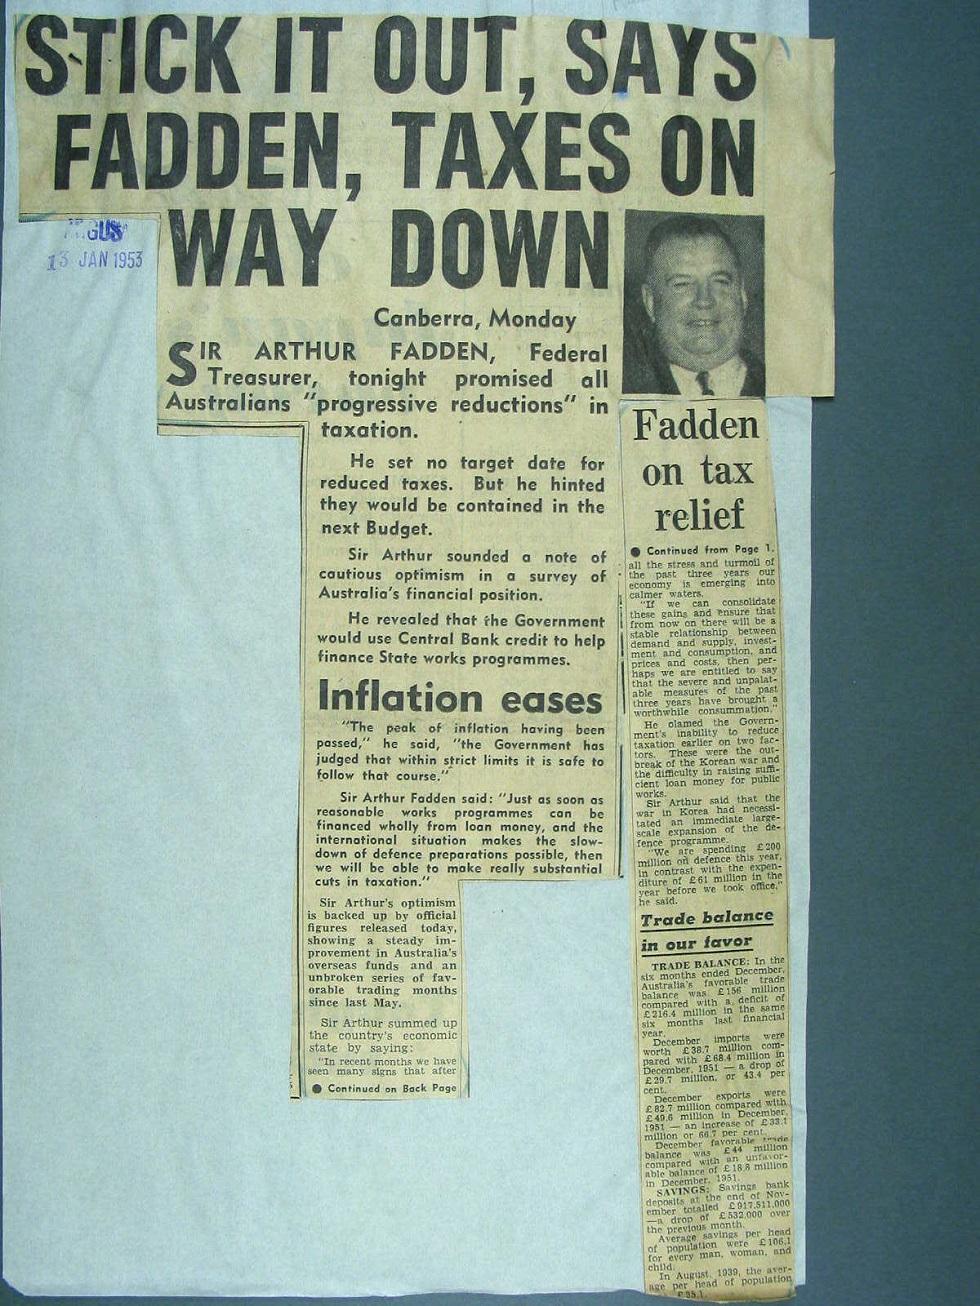 STICK IT OUT, SAYS
FADDEN, TAXES ON
WAY DOWN
ARGUS
13 JAN 1953
Canberra, Monday
SIR ARTHUR FADDEN, Federal
Treasurer, tonight promised all
Australians "progressive reductions" in
taxation.
He set no target date for
reduced taxes. But he hinted
they would be contained in the
next Budget.
Sir Arthur sounded a note of
cautious optimism in a survey of
Australia's financial position.
He revealed that the Government
would use Central Bank credit to help
finance State works programmes.
Inflation eases
"The peak of inflation having been
passed," he said, "the Government has
judged that within strict limits it is safe to
follow that course."
Sir Arthur Fadden said: "Just as soon as
reasonable works programmes can be
financed wholly from loan money, and the
international situation makes the slow-
down of defence preparations possible, then
we will be able to make really substantial
cuts in taxation."
Sir Arthur's optimism
is backed up by official
figures released today,
showing a steady im-
provement in Australia's
overseas funds and an
unbroken series of fav-
orable trading months
since last May.
Sir Arthur summed up
the country's economic
state by saying:
"In recent months we have
seen many signs that after
● Continued on Back Page
Fadden
on tax
relief
● Continued from Page 1.
all the stress and turmoil of
the past three years our
economy is emerging into
calmer waters.
"If we can consolidate
these gains and ensure that
from now on there will be a
stable relationship between
demand and supply, invest-
ment and consumption, and
prices and costs, then per-
haps we are entitled to say
that the severe and unpalat-
able measures of the past
three years have brought a
worthwhile consummation."
He olamed the Govern-
ment's inability to reduce
taxation earlier on two fac-
tors. These were the out-
break of the Korean war and
the difficulty in raising suffi-
cient loan money for public
works.
Sir Arthur said that the
war in Korea had necessi-
tated an immediate large-
scale expansion of the de-
fence programme.
"We are spending £200
million on defence this year,
in contrast with the expen-
diture of £61 million in the
year before we took office,"
he said.
Trade balance
in our favor
TRADE BALANCE: In the
six months ended December,
Australia's favorable trade
balance was £156 million
compared with a deficit of
£216.4 million in the same
six months last financial
year.
December imports were
worth £38.7 million com-
pared with £68.4 million in
December, 1951 — a drop of
£29.7 million, or 43.4 per
cent.
December exports were
£82.7 million compared with
£49.6 million in December,
1951 — an increase of £33.1
million or 66.7 per cent.
December favorable trade
balance was £44 million
compared with an unfavor-
able balance of £18.8 million
in December, 1951.
SAVINGS: Savings bank
deposits at the end of Nov-
ember totalled £917,511,000
—a drop of £532,000 over
the previous month.
Average savings per head
of population were £106.1
for every man, woman, and
child.
In August, 1939, the aver-
age per head of population
£35.1.